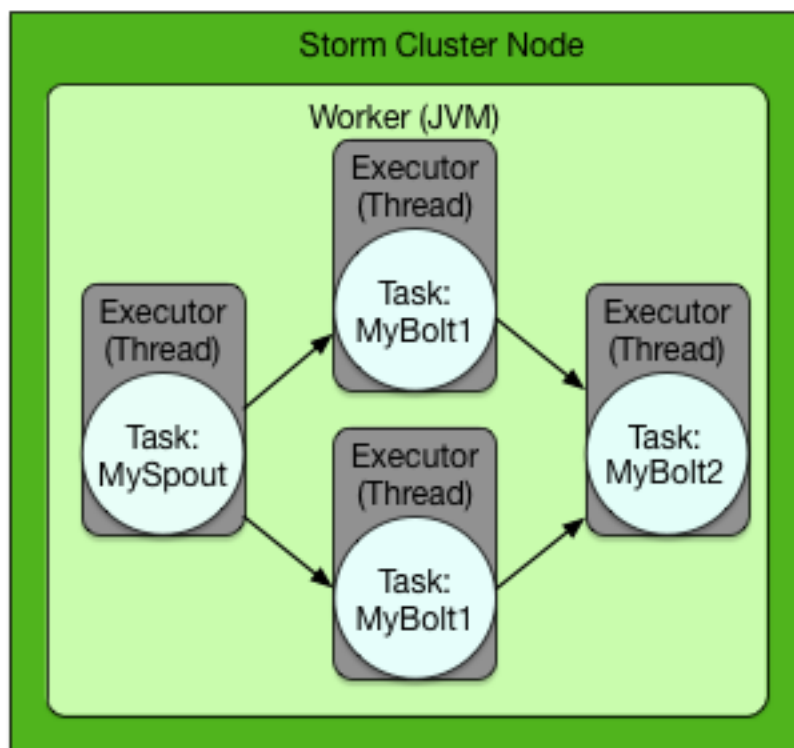 Storm Cluster Node
Worker (JVM)
Executor
(Thread)
Task:
MyBolt1
Executor
(Thread)
Task:
MySpout
Executor
(Thread)
Task:
MyBolt2
Executor
(Thread)
Task:
MyBolt1